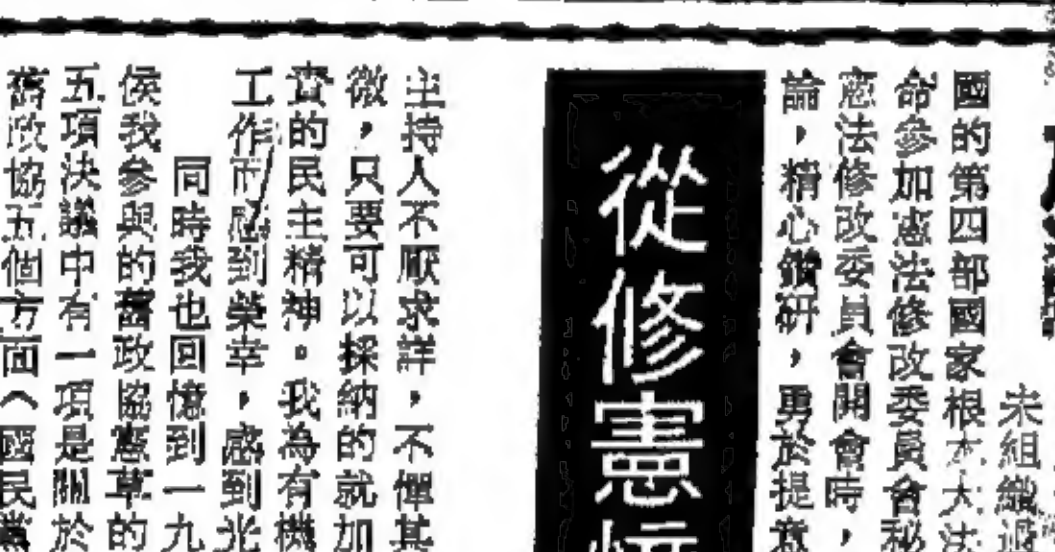 未組織過
國的第四部國家根本大法
命參加憲法修改委員會秘
憲法修改委員會開會時，
論，精心鑽研，勇於提意
從修憲憶
主持人不厭求詳，不憚其
微，只要可以採納的就加
實的民主精神。我為有機
工作而感到榮幸，感到光
同時我也回憶到一九
侯我參與的舊政協憲草的
五項決議中有一項是關於
舊政協五個方面（國民黨